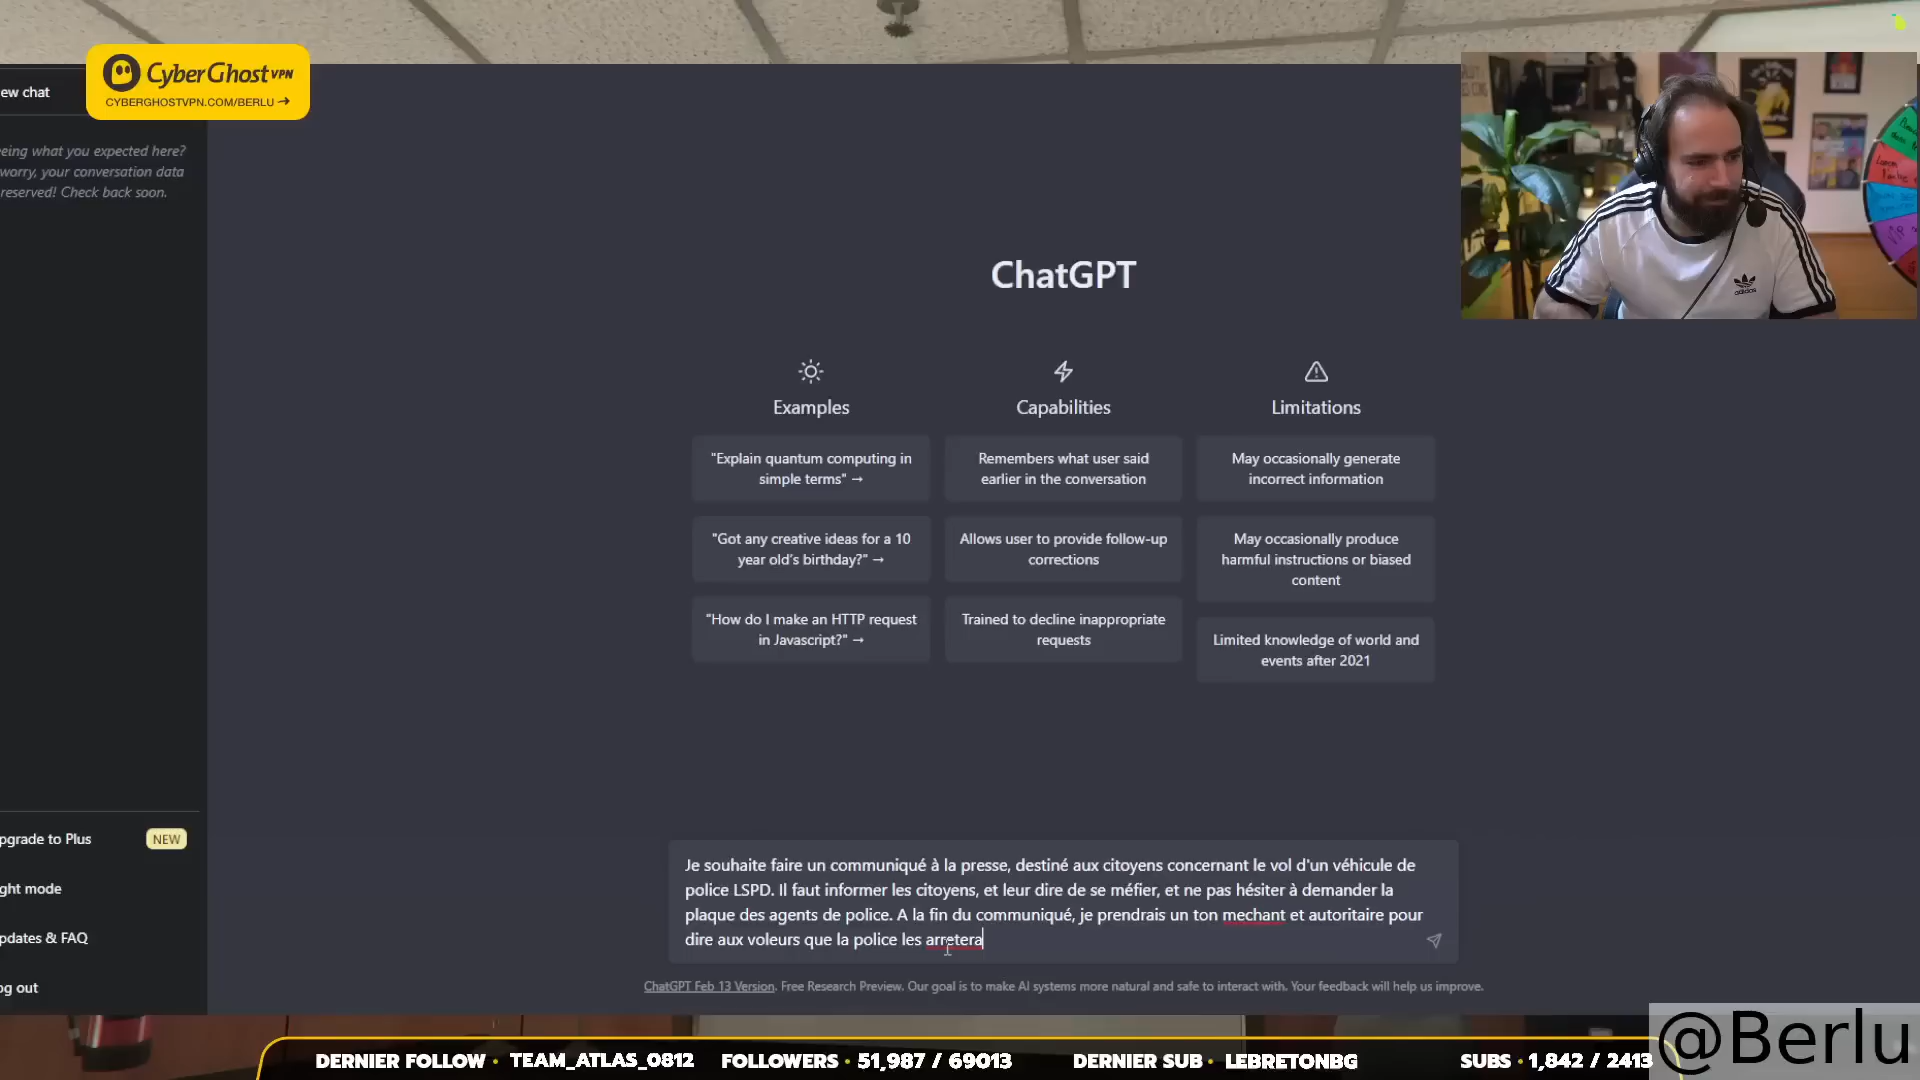 CyberGhost VPN
CYBERGHOSTVPN.COM/BERLU →
ew chat
eeing what you expected here?
worry, your conversation data
reserved! Check back soon.
ChatGPT
Examples
Capabilities
Limitations
"Explain quantum computing in
simple terms" →
Remembers what user said
earlier in the conversation
May occasionally generate
incorrect information
"Got any creative ideas for a 10
year old's birthday?" →
Allows user to provide follow-up
corrections
May occasionally produce
harmful instructions or biased
content
"How do I make an HTTP request
in Javascript?" →
Trained to decline inappropriate
requests
Limited knowledge of world and
events after 2021
pgrade to Plus
NEW
ght mode
pdates & FAQ
og out
Je souhaite faire un communiqué à la presse, destiné aux citoyens concernant le vol d'un véhicule de
police LSPD. Il faut informer les citoyens, et leur dire de se méfier, et ne pas hésiter à demander la
plaque des agents de police. A la fin du communiqué, je prendrais un ton mechant et autoritaire pour
dire aux voleurs que la police les arretera
ChatGPT Feb 13 Version. Free Research Preview. Our goal is to make AI systems more natural and safe to interact with. Your feedback will help us improve.
@Berlu
DERNIER FOLLOW • TEAM_ATLAS_0812 FOLLOWERS • 51,987 / 69013 DERNIER SUB • LEBRETONBG SUBS • 1,842 / 2413
adidas